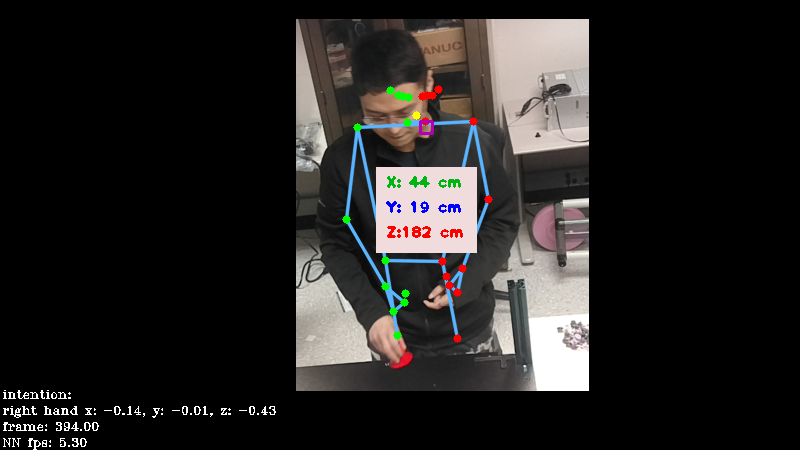 FANUC
X: 44 cm
Y: 19 cm
Z:182 cm
intention:
right hand x: −0.14, y: −0.01, z: −0.43
frame: 394.00
NN fps: 5.30